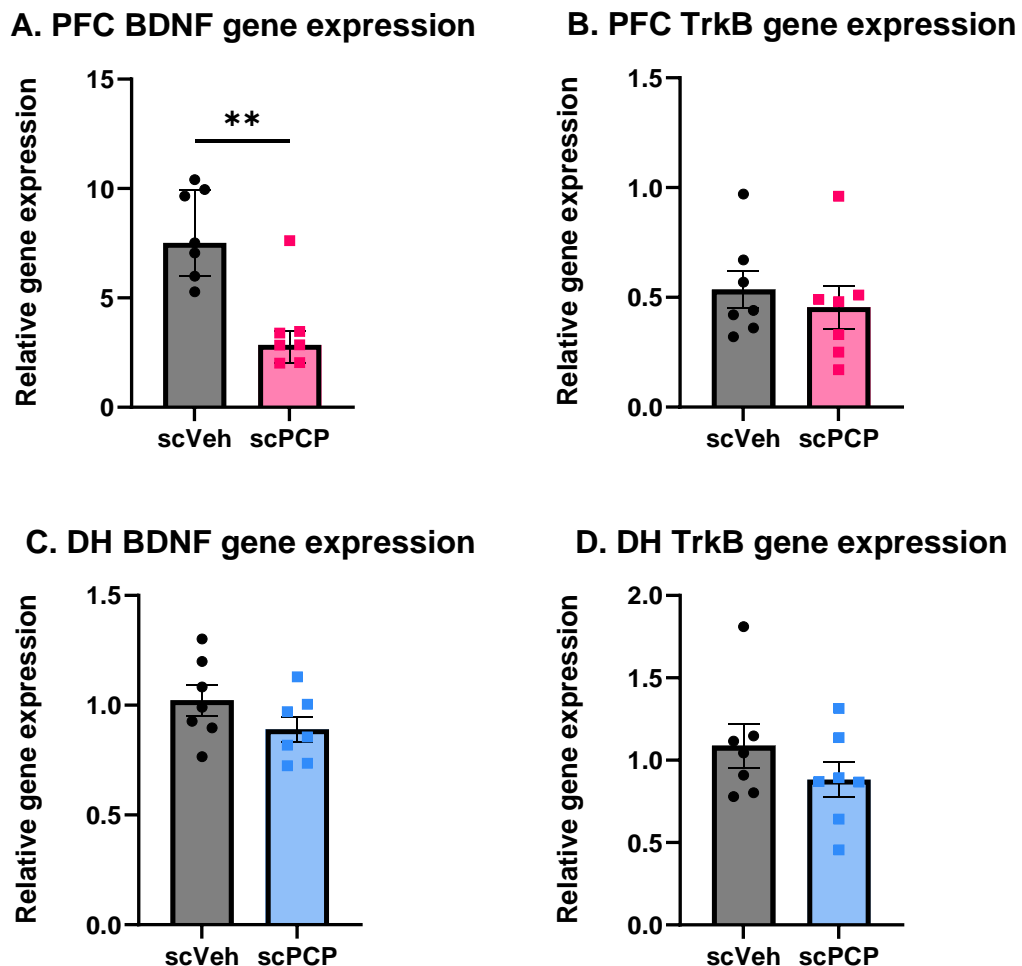 A. PFC BDNF gene expression
Relative gene expression
15
10
5
0
**
scVeh scPCP
B. PFC TrkB gene expression
Relative gene expression
1.5
1.0
0.5
0.0
scVeh scPCP
C. DH BDNF gene expression
Relative gene expression
1.5
1.0
0.5
0.0
scVeh scPCP
D. DH TrkB gene expression
Relative gene expression
2.0
1.5
1.0
0.5
0.0
scVeh scPCP